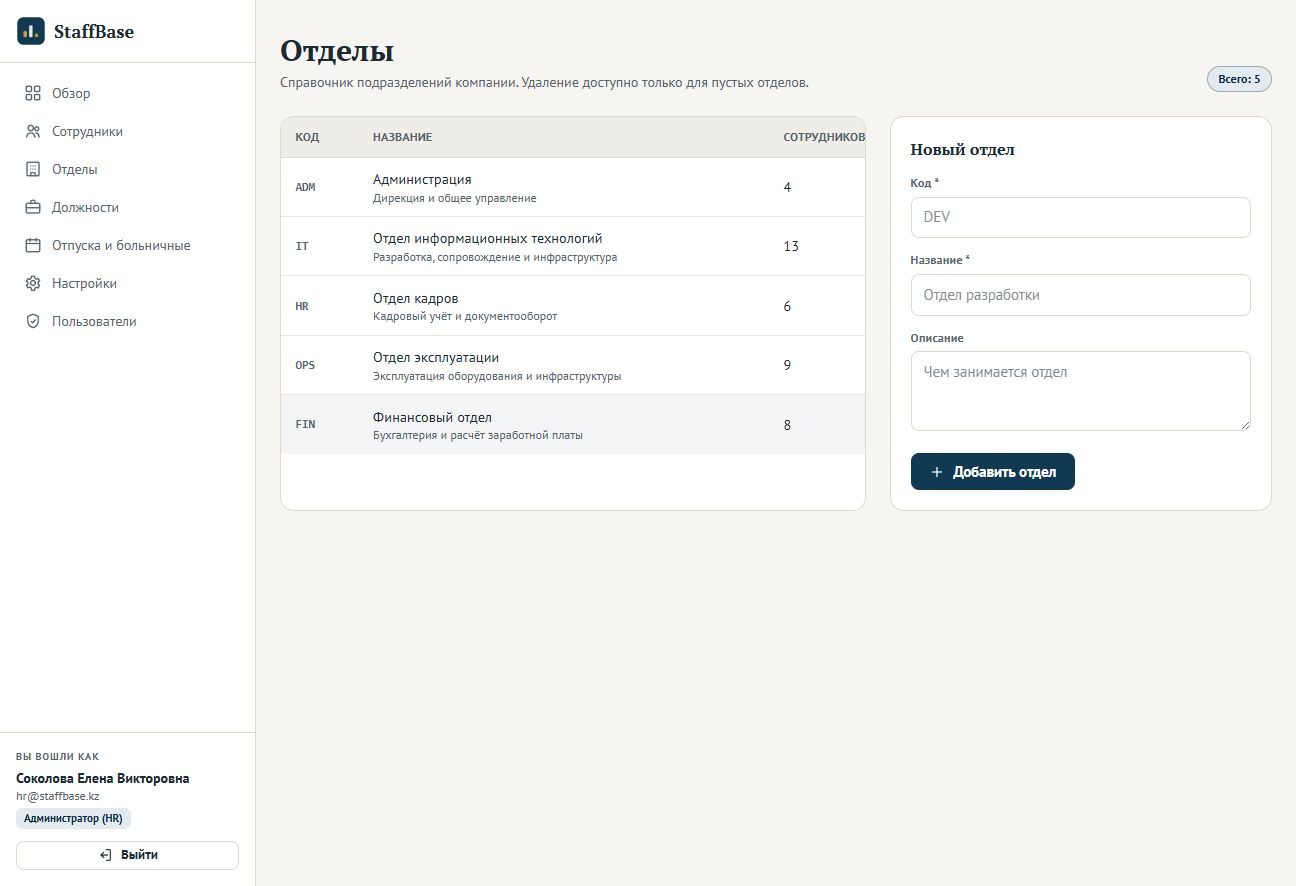 StaffBase
Обзор
Сотрудники
Отделы
Должности
Отпуска и больничные
Настройки
Пользователи
ВЫ ВОШЛИ КАК
Соколова Елена Викторовна
hr@staffbase.kz
Администратор (HR)
Выйти
Отделы
Справочник подразделений компании. Удаление доступно только для пустых отделов.
Всего: 5
КОД НАЗВАНИЕ СОТРУДНИКОВ
ADM Администрация 4
Дирекция и общее управление
IT Отдел информационных технологий 13
Разработка, сопровождение и инфраструктура
HR Отдел кадров 6
Кадровый учёт и документооборот
OPS Отдел эксплуатации 9
Эксплуатация оборудования и инфраструктуры
FIN Финансовый отдел 8
Бухгалтерия и расчёт заработной платы
Новый отдел
Код *
DEV
Название *
Отдел разработки
Описание
Чем занимается отдел
+ Добавить отдел